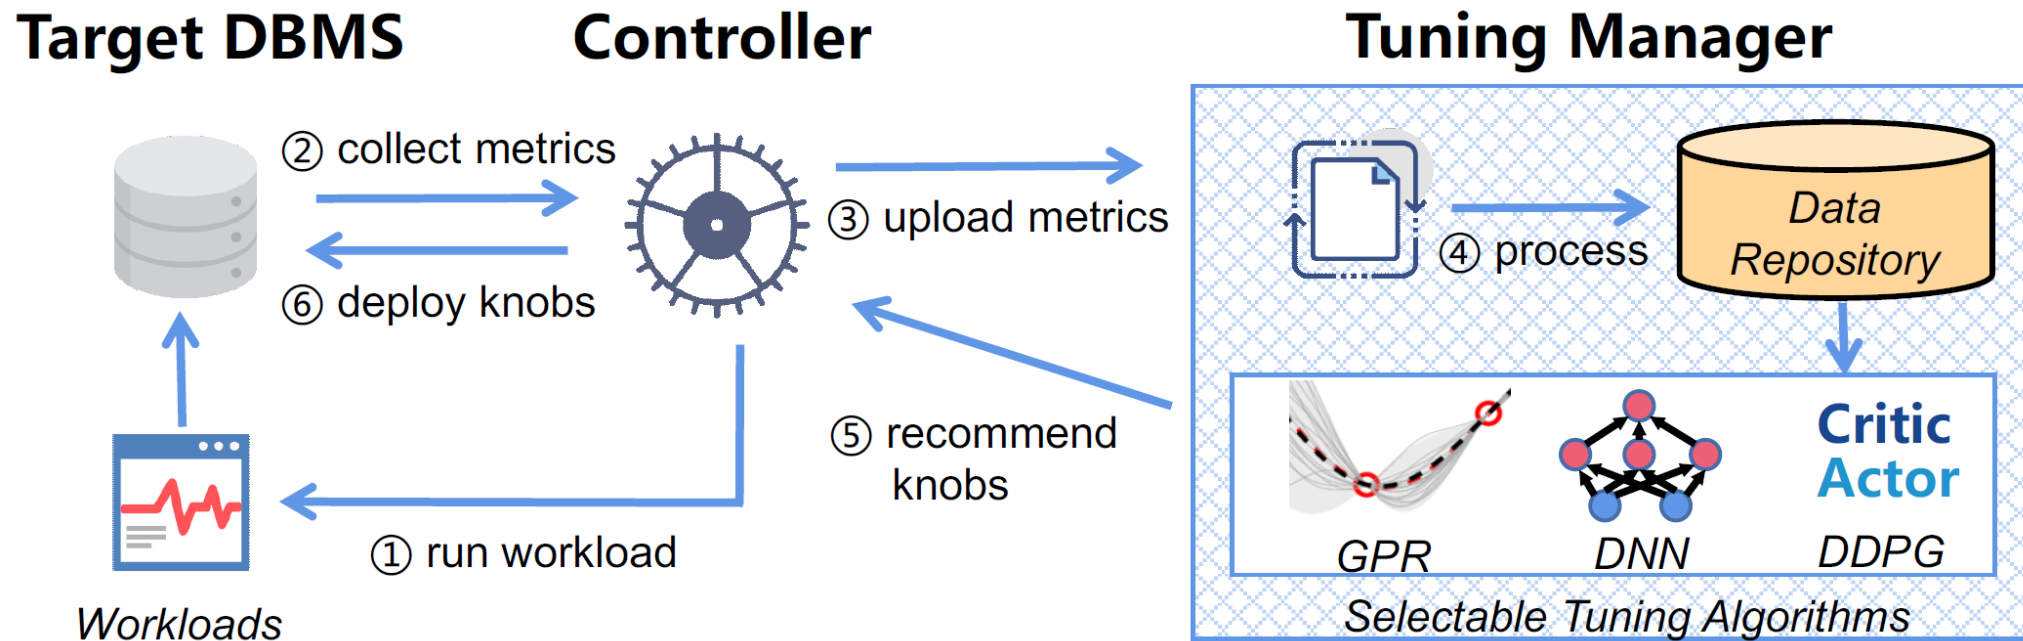 Target DBMS
Controller
Tuning Manager
② collect metrics
⑥ deploy knobs
③ upload metrics
④ process
Data
Repository
⑤ recommend
knobs
① run workload
Workloads
Critic
Actor
GPR
DNN
DDPG
Selectable Tuning Algorithms